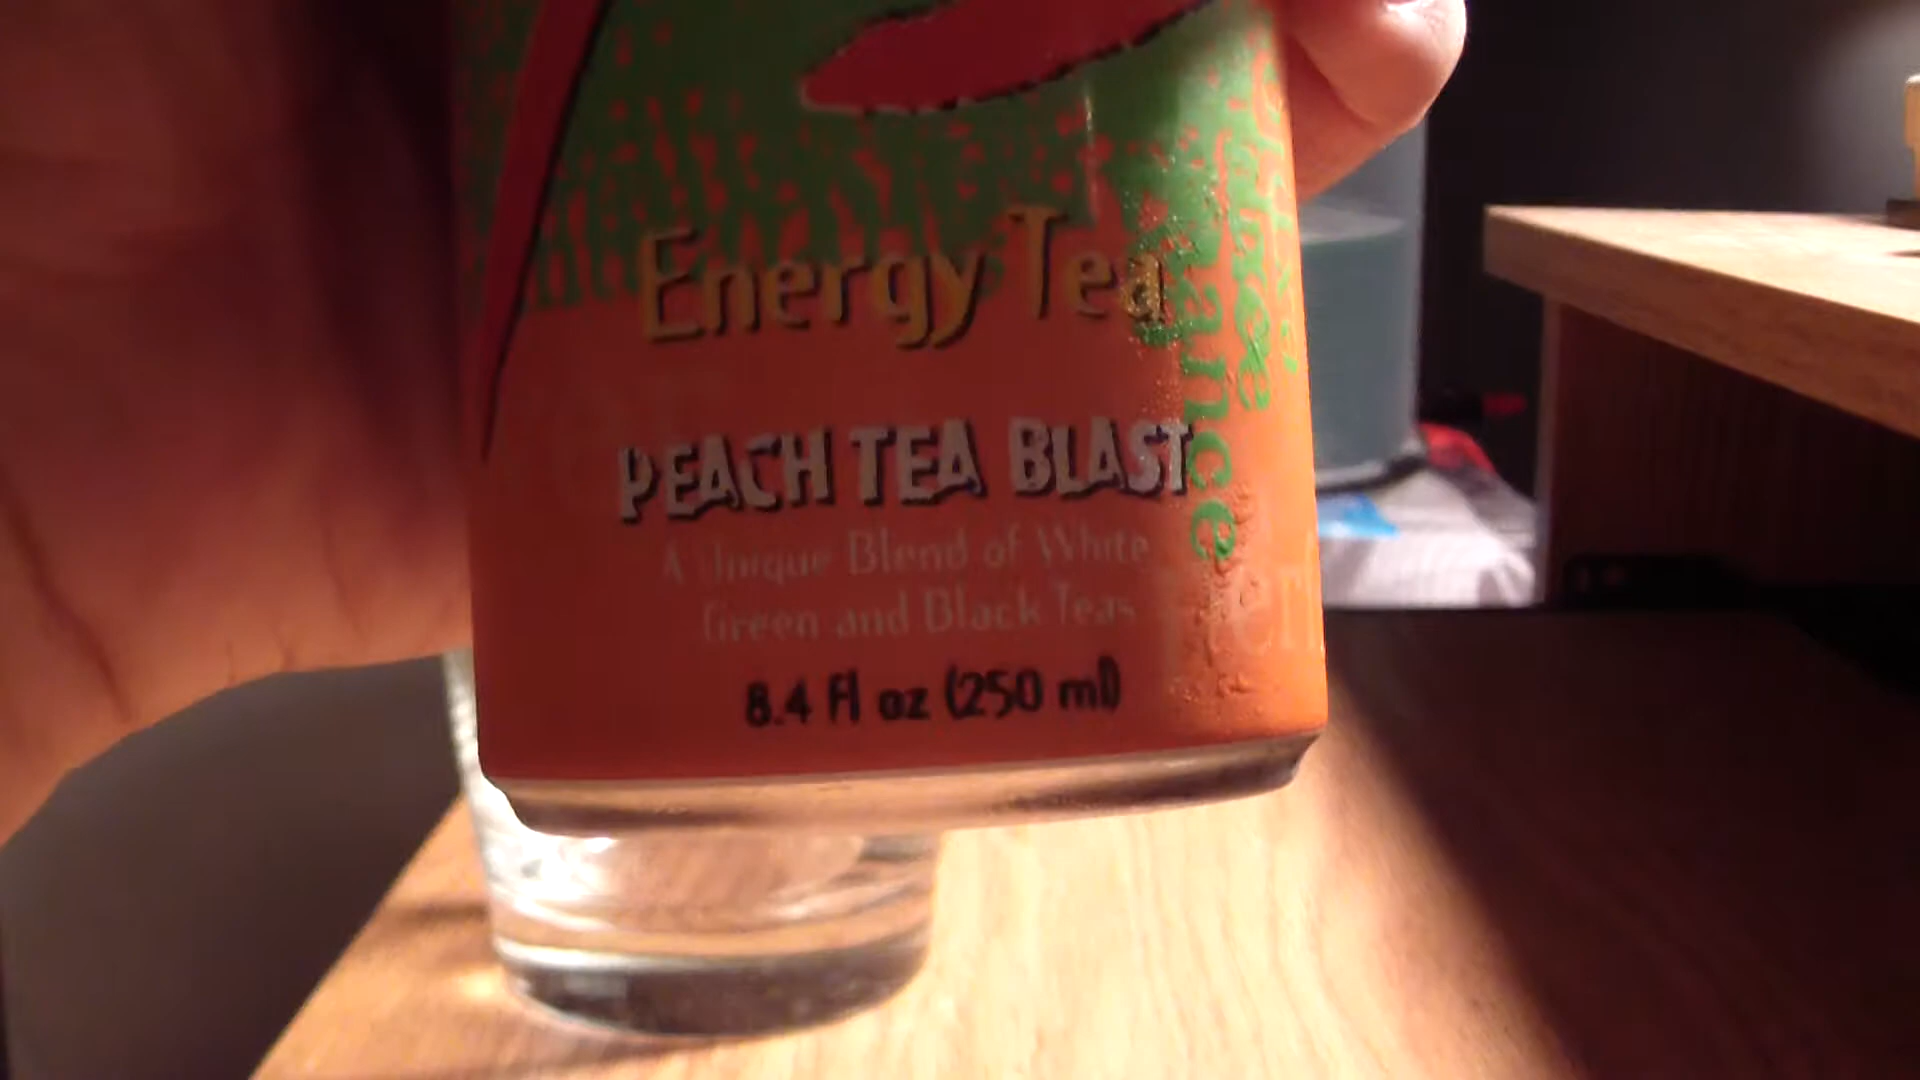 Energy Tea
PEACH TEA BLAST
A Unique Blend of White
Green and Black Teas
8.4 fl oz (250 ml)